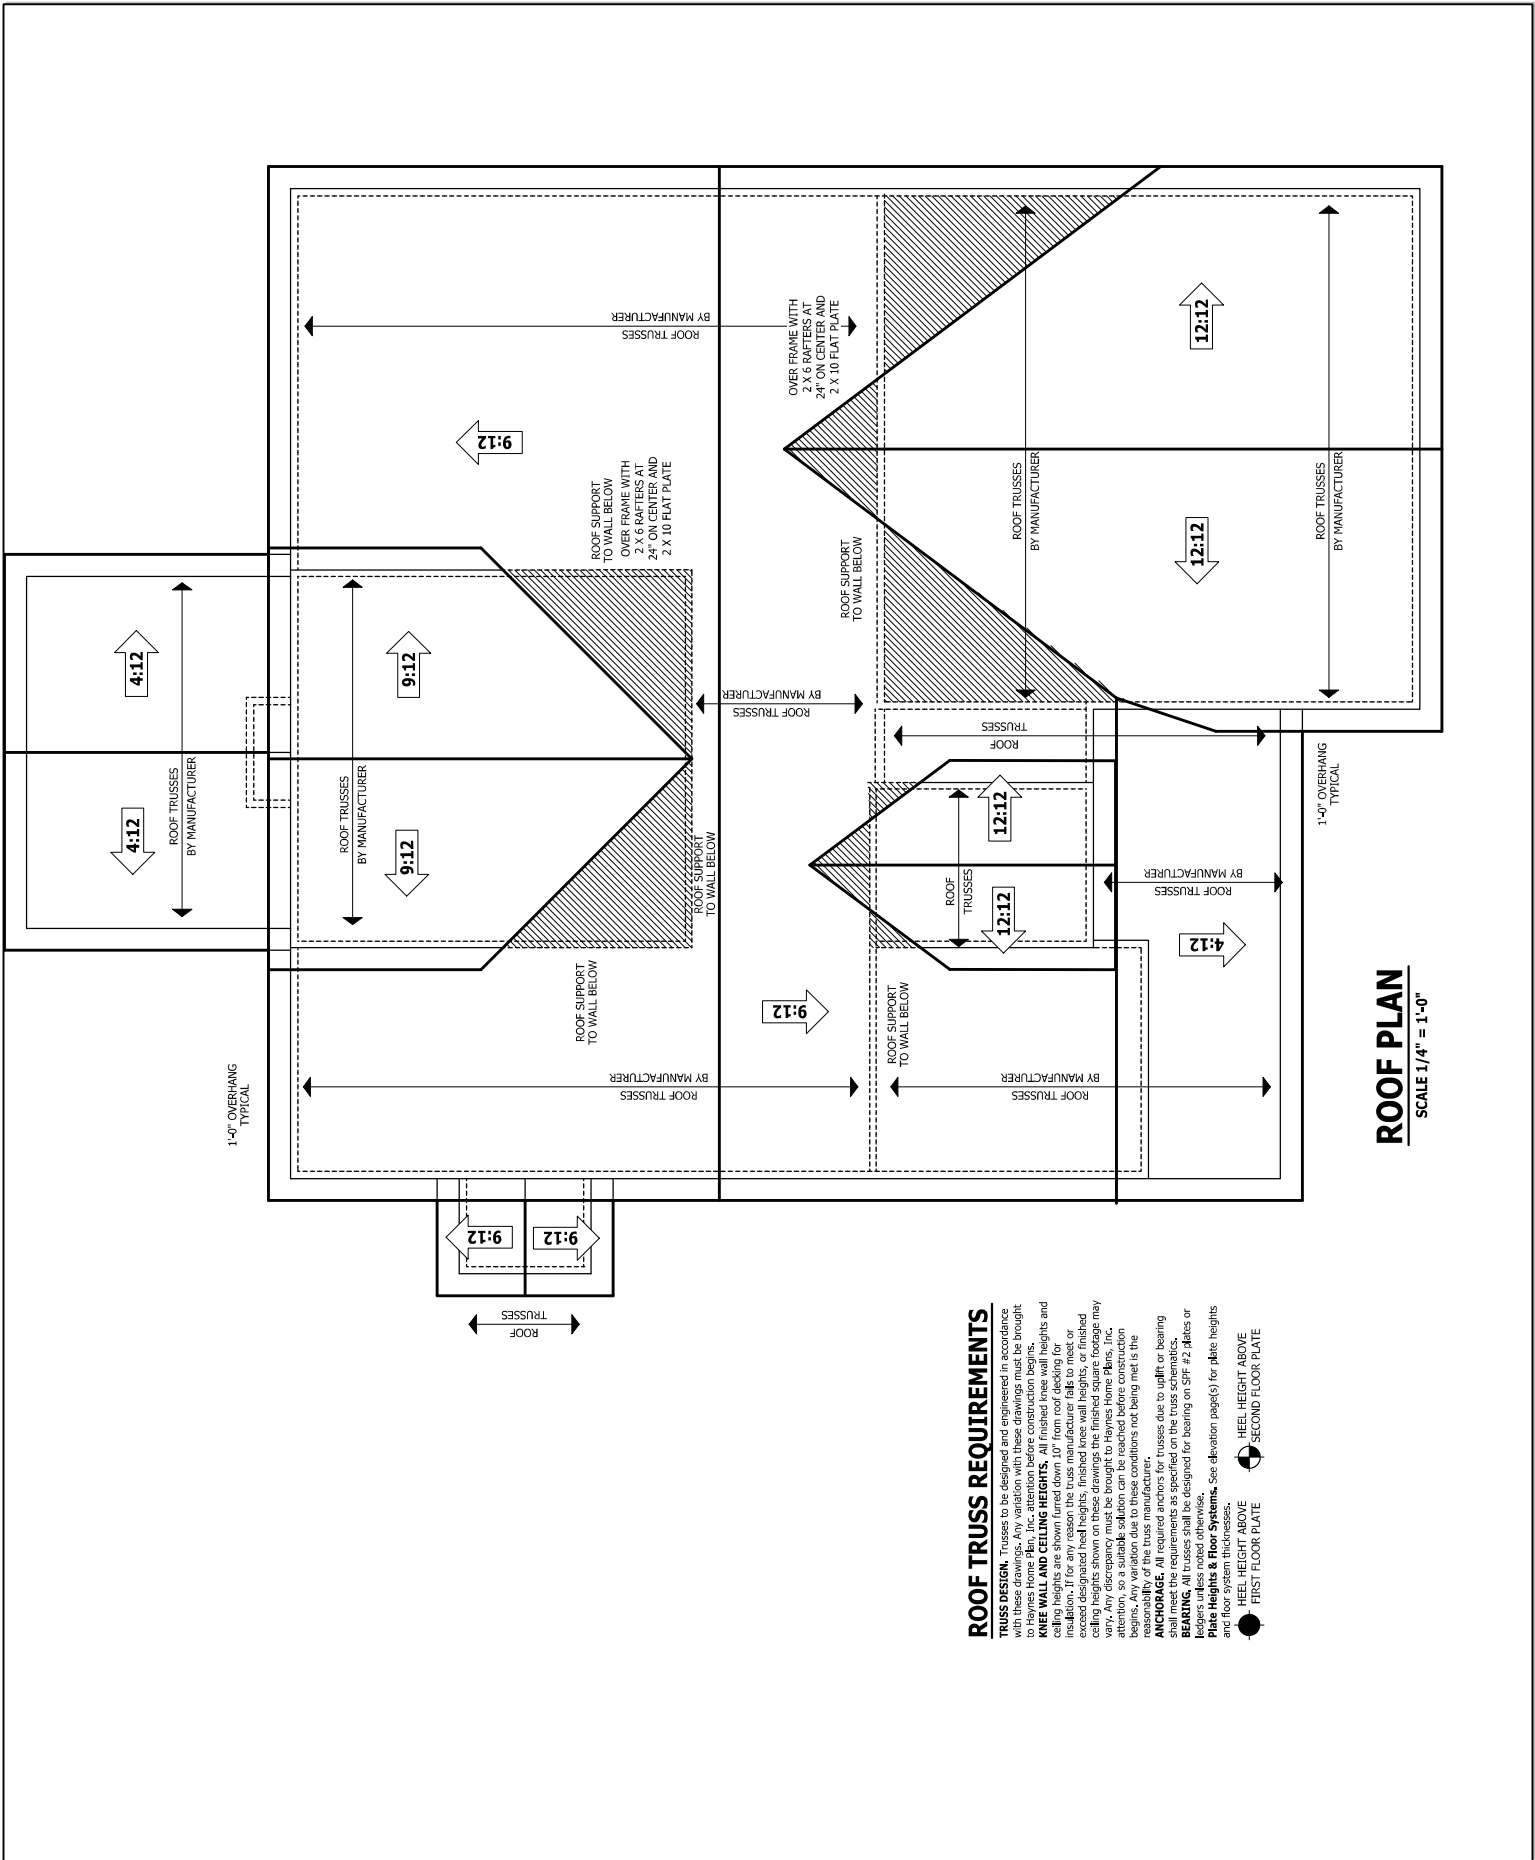 4:12
4:12
ROOF TRUSSES
BY MANUFACTURER
9:12
9:12
ROOF TRUSSES
BY MANUFACTURER
9:12
ROOF TRUSSES
BY MANUFACTURER
OVER FRAME WITH
2 X 6 RAFTERS AT
24" ON CENTER AND
2 X 10 FLAT PLATE
ROOF SUPPORT
TO WALL BELOW
OVER FRAME WITH
2 X 6 RAFTERS AT
24" ON CENTER AND
2 X 10 FLAT PLATE
ROOF SUPPORT
TO WALL BELOW
ROOF TRUSSES
BY MANUFACTURER
ROOF TRUSSES
BY MANUFACTURER
12:12
12:12
ROOF TRUSSES
BY MANUFACTURER
ROOF
TRUSSES
1'-0" OVERHANG
TYPICAL
ROOF SUPPORT
TO WALL BELOW
ROOF SUPPORT
TO WALL BELOW
12:12
12:12
ROOF
TRUSSES
ROOF TRUSSES
BY MANUFACTURER
4:12
9:12
ROOF SUPPORT
TO WALL BELOW
1'-0" OVERHANG
TYPICAL
ROOF TRUSSES
BY MANUFACTURER
ROOF TRUSSES
BY MANUFACTURER
9:12
9:12
ROOF
TRUSSES
ROOF PLAN
SCALE 1/4" = 1'-0"
ROOF TRUSS REQUIREMENTS
TRUSS DESIGN. Trusses to be designed and engineered in accordance
with these drawings. Any variation with these drawings must be brought
to Haynes Home Plan, Inc. attention before construction begins.
KNEE WALL AND CEILING HEIGHTS. All finished knee wall heights and
ceiling heights are shown furred down 10" from roof decking for
insulation. If for any reason the truss manufacturer fails to meet or
exceed designated heel heights, finished knee wall heights, or finished
ceiling heights shown on these drawings the finished square footage may
vary. Any discrepancy must be brought to Haynes Home Plans, Inc.
attention, so a suitable solution can be reached before construction
begins. Any variation due to these conditions not being met is the
reasonability of the truss manufacturer.
ANCHORAGE. All required anchors for trusses due to uplift or bearing
shall meet the requirements as specified on the truss schematics.
BEARING. All trusses shall be designed for bearing on SPF #2 plates or
ledgers unless noted otherwise.
Plate Heights & Floor Systems. See elevation page(s) for plate heights
and floor system thicknesses.
HEEL HEIGHT ABOVE
FIRST FLOOR PLATE
HEEL HEIGHT ABOVE
SECOND FLOOR PLATE